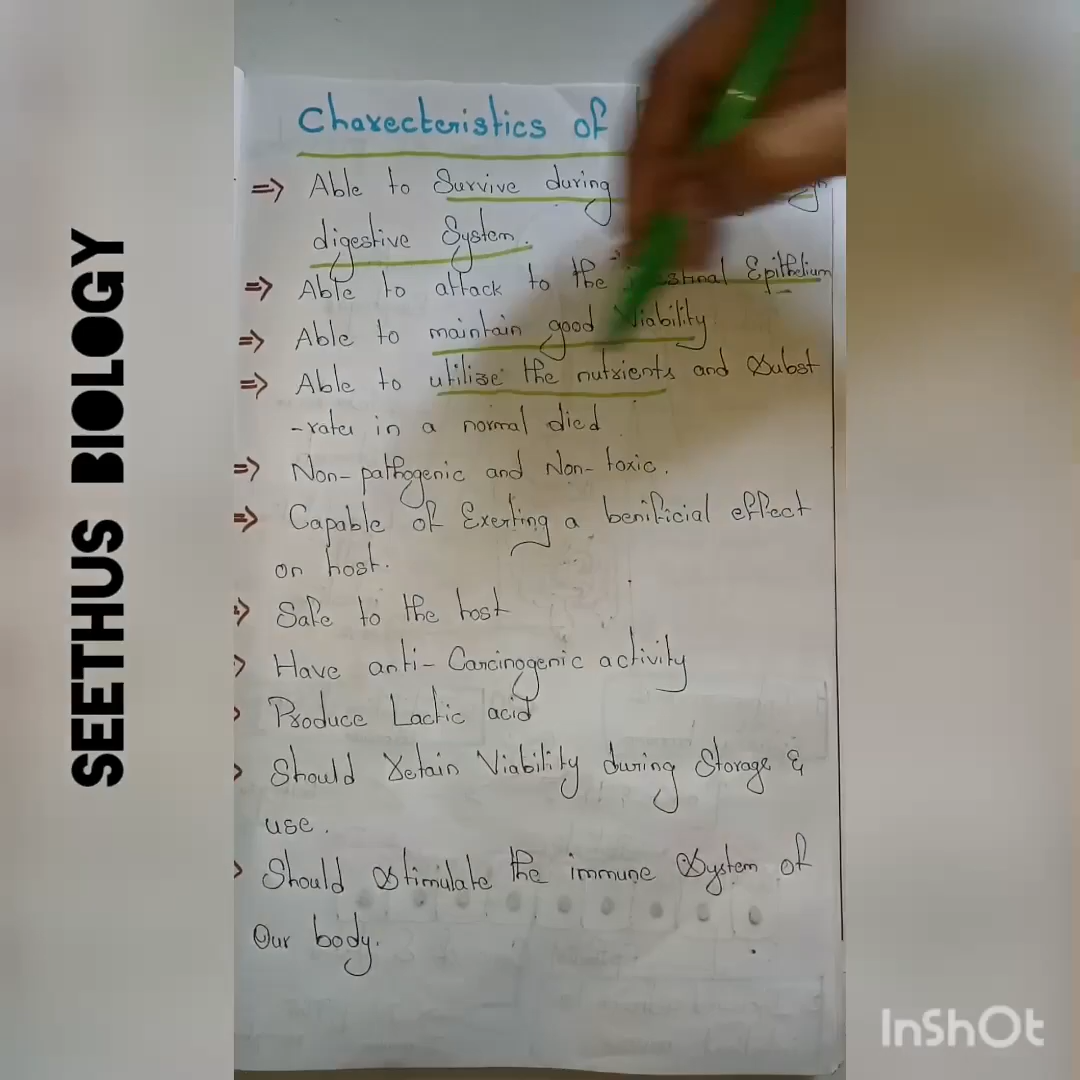 SEETHUS BIOLOGY
Charecteristics of
=> Able to Survive during
digestive System.
=> Able to attack to the Epithelium
=> Able to maintain good Viability
=> Able to utilise the nutrients and Subst
-rates in a normal died.
=> Non-pathogenic and Non-toxic.
=> Capable of Exerting a benificial effect
on host.
=> Safe to the host
> Have anti-Carcinogenic activity
> Produce Lactic acid
> Should retain Viability during Storage &
use.
> Should Stimulate the immune System of
Our body.
InShOt